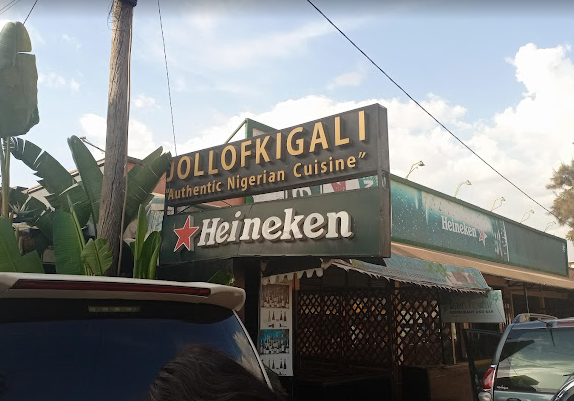 JOLLOFKIGALI
"Authentic Nigerian Cuisine"
Heineken
Heineken